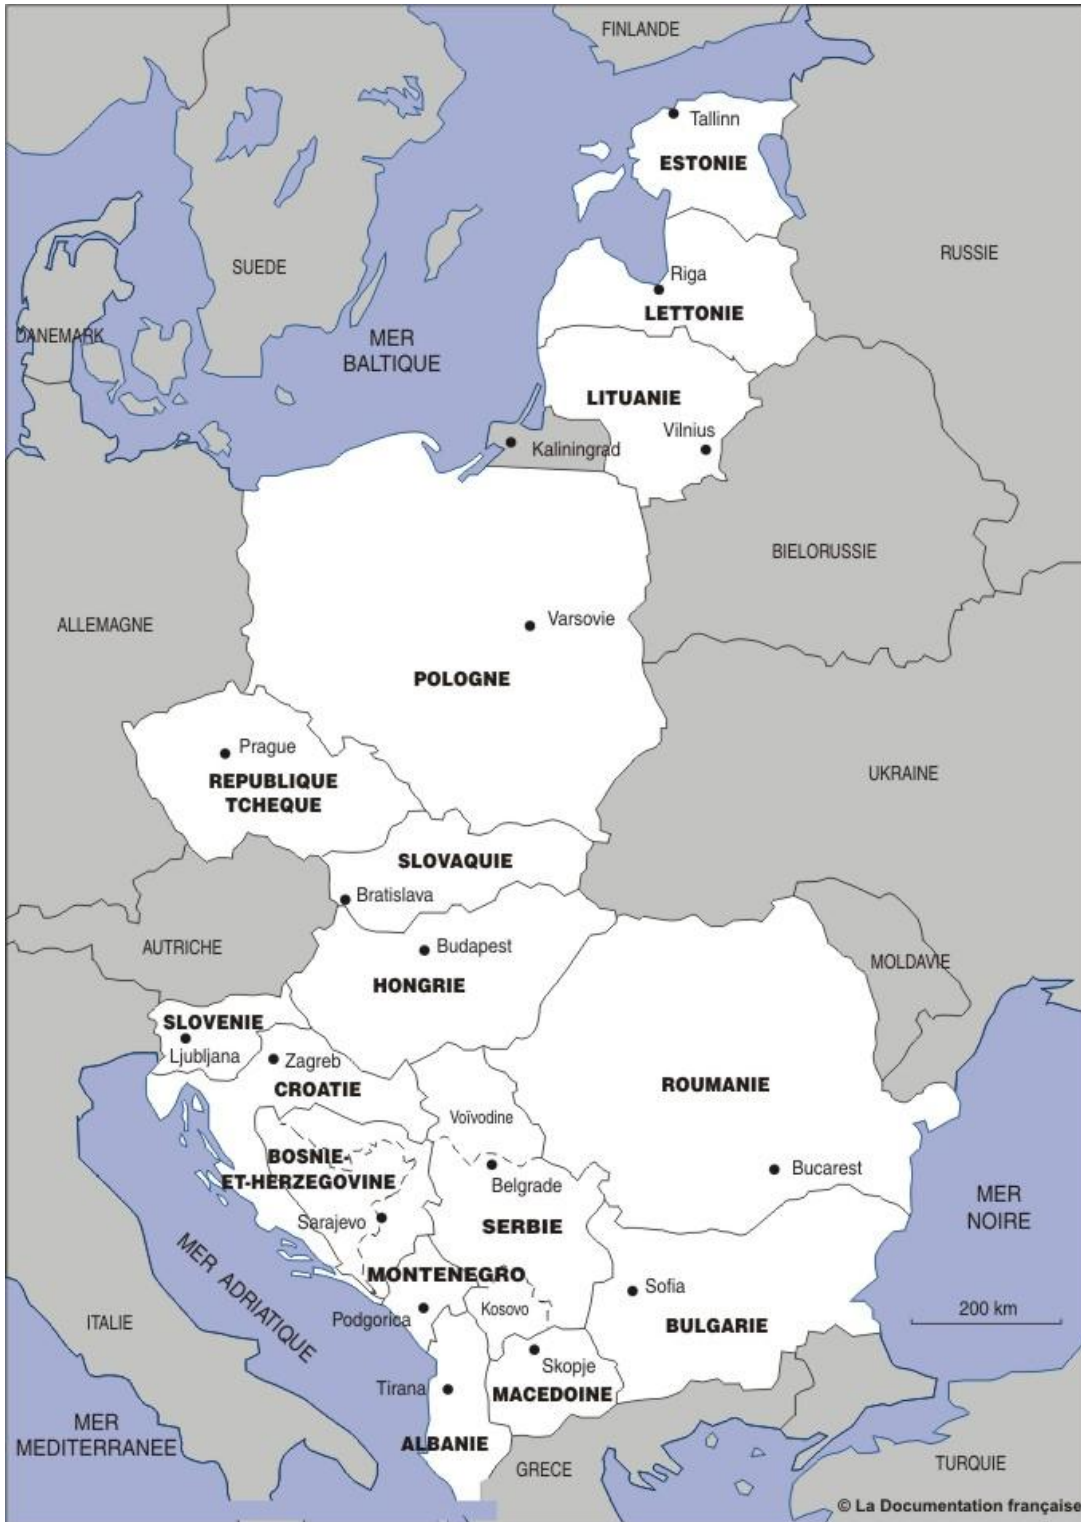 FINLANDE
Tallinn
ESTONIE
RUSSIE
SUEDE
Riga
LETTONIE
DANEMARK
MER
BALTIQUE
LITUANIE
Vilnius
Kaliningrad
BIELORUSSIE
ALLEMAGNE
Varsovie
POLOGNE
Prague
REPUBLIQUE
TCHEQUE
UKRAINE
SLOVAQUIE
Bratislava
AUTRICHE
Budapest
HONGRIE
MOLDAVIE
SLOVENIE
Ljubljana
Zagreb
CROATIE
ROUMANIE
Voïvodine
BOSNIE-
ET-HERZEGOVINE
Belgrade
Bucarest
Sarajevo
SERBIE
MER
NOIRE
MER ADRIATIQUE
MONTENEGRO
Sofia
Podgorica
Kosovo
BULGARIE
200 km
ITALIE
Skopje
MACEDOINE
Tirana
MER
MEDITERRANEE
ALBANIE
GRECE
TURQUIE
© La Documentation française